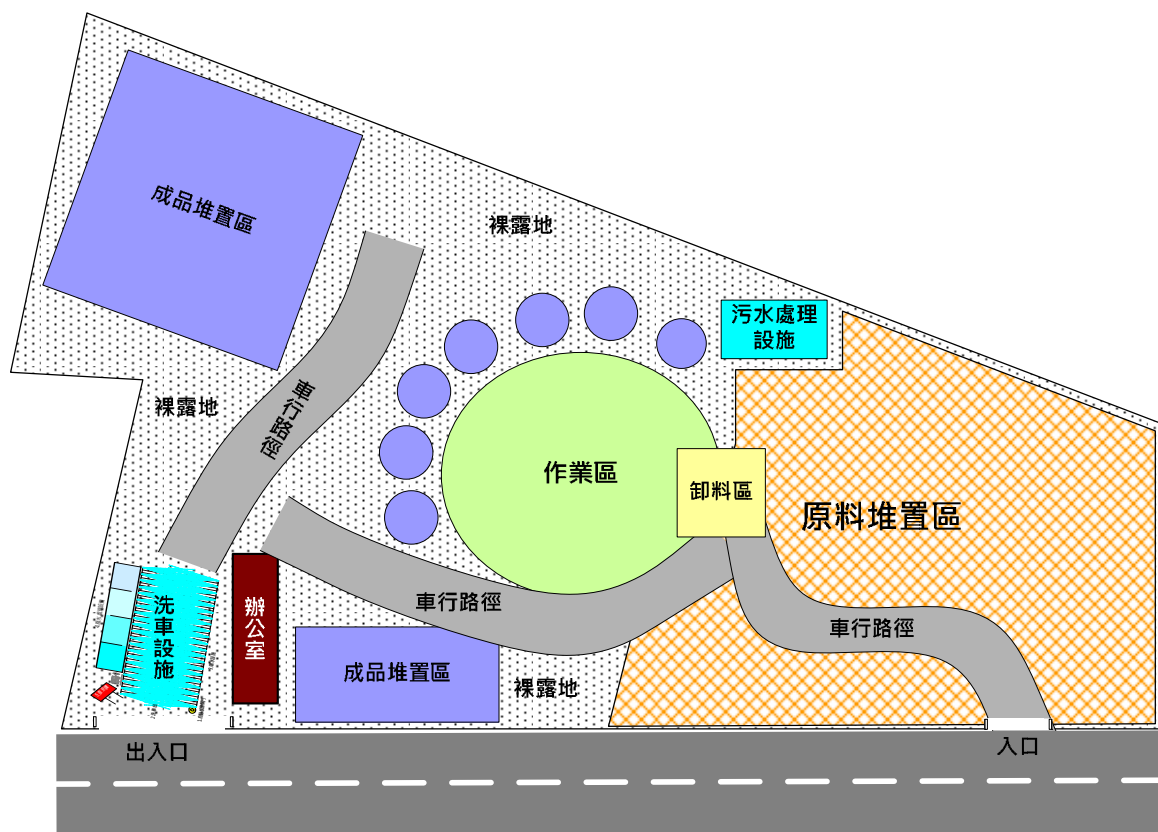 成品堆置區
裸露地
污水處理
設施
車行路徑
裸露地
作業區
卸料區
原料堆置區
車行路徑
洗車設施
辦公室
車行路徑
成品堆置區
裸露地
出入口
入口